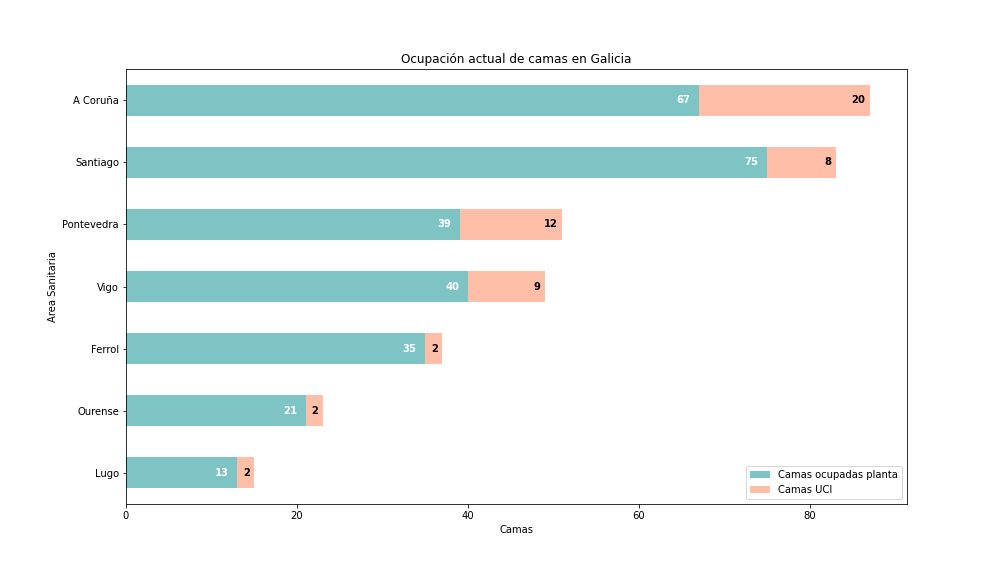 Ocupación actual de camas en Galicia
A Coruña
67
20
Santiago
75
8
Pontevedra
39
12
Vigo
40
9
Ferrol
35
2
Ourense
21
2
Lugo
13
2
Area Sanitaria
Camas ocupadas planta
Camas UCI
0
20
40
60
80
Camas